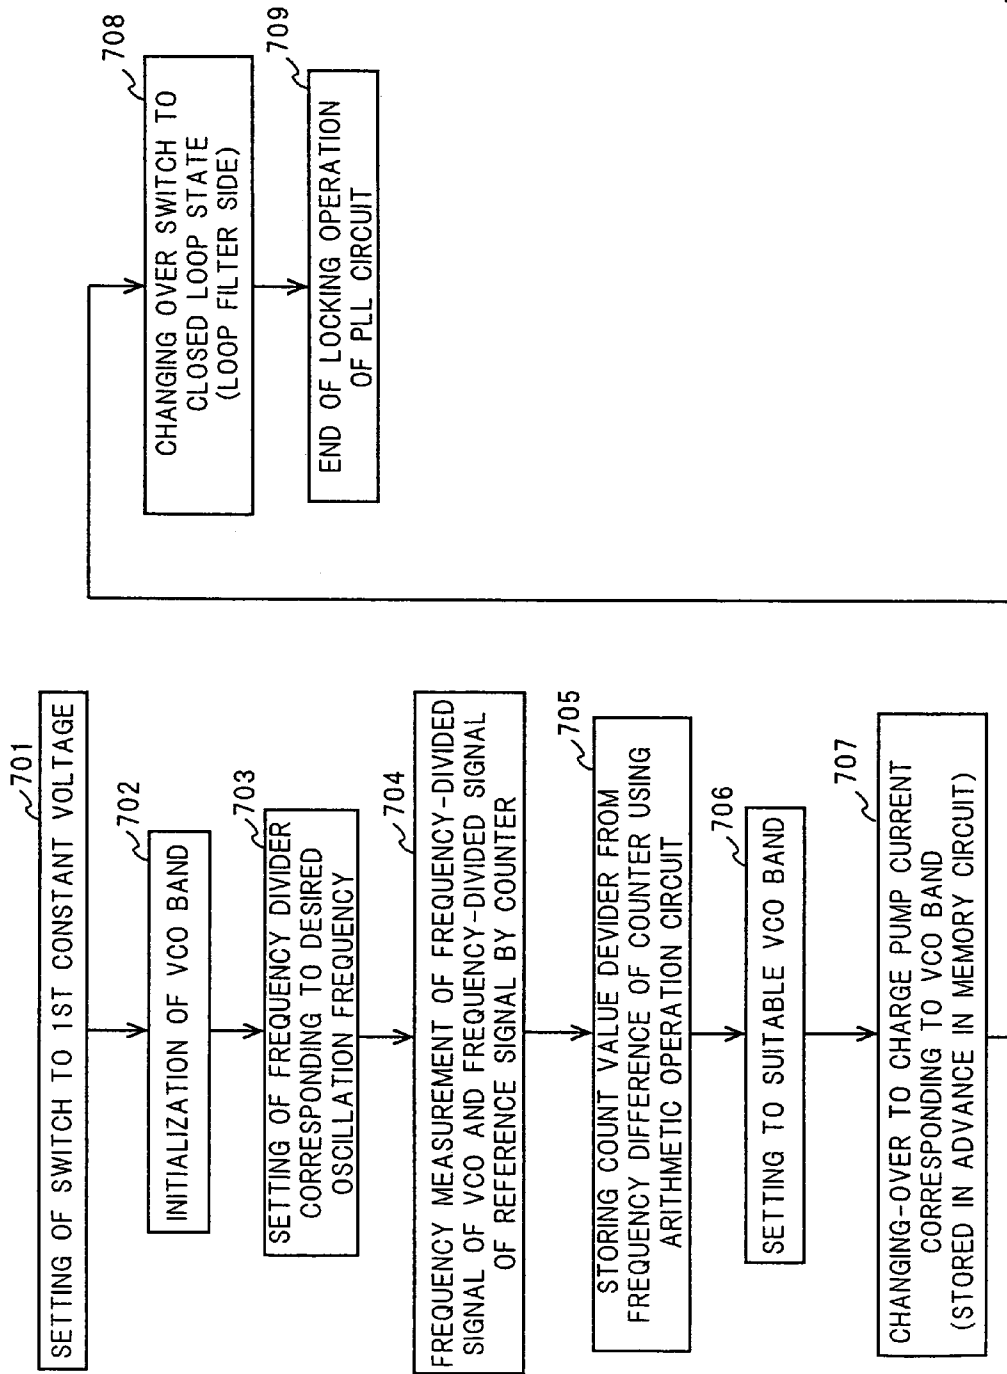 701
SETTING OF SWITCH TO 1ST CONSTANT VOLTAGE
702
INITIALIZATION OF VCO BAND
703
SETTING OF FREQUENCY DIVIDER
CORRESPONDING TO DESIRED
OSCILLATION FREQUENCY
704
FREQUENCY MEASUREMENT OF FREQUENCY-DIVIDED
SIGNAL OF VCO AND FREQUENCY-DIVIDED SIGNAL
OF REFERENCE SIGNAL BY COUNTER
705
STORING COUNT VALUE DEVIDER FROM
FREQUENCY DIFFERENCE OF COUNTER USING
ARITHMETIC OPERATION CIRCUIT
706
SETTING TO SUITABLE VCO BAND
707
CHANGING-OVER TO CHARGE PUMP CURRENT
CORRESPONDING TO VCO BAND
(STORED IN ADVANCE IN MEMORY CIRCUIT)
708
CHANGING OVER SWITCH TO
CLOSED LOOP STATE
(LOOP FILTER SIDE)
709
END OF LOCKING OPERATION
OF PLL CIRCUIT